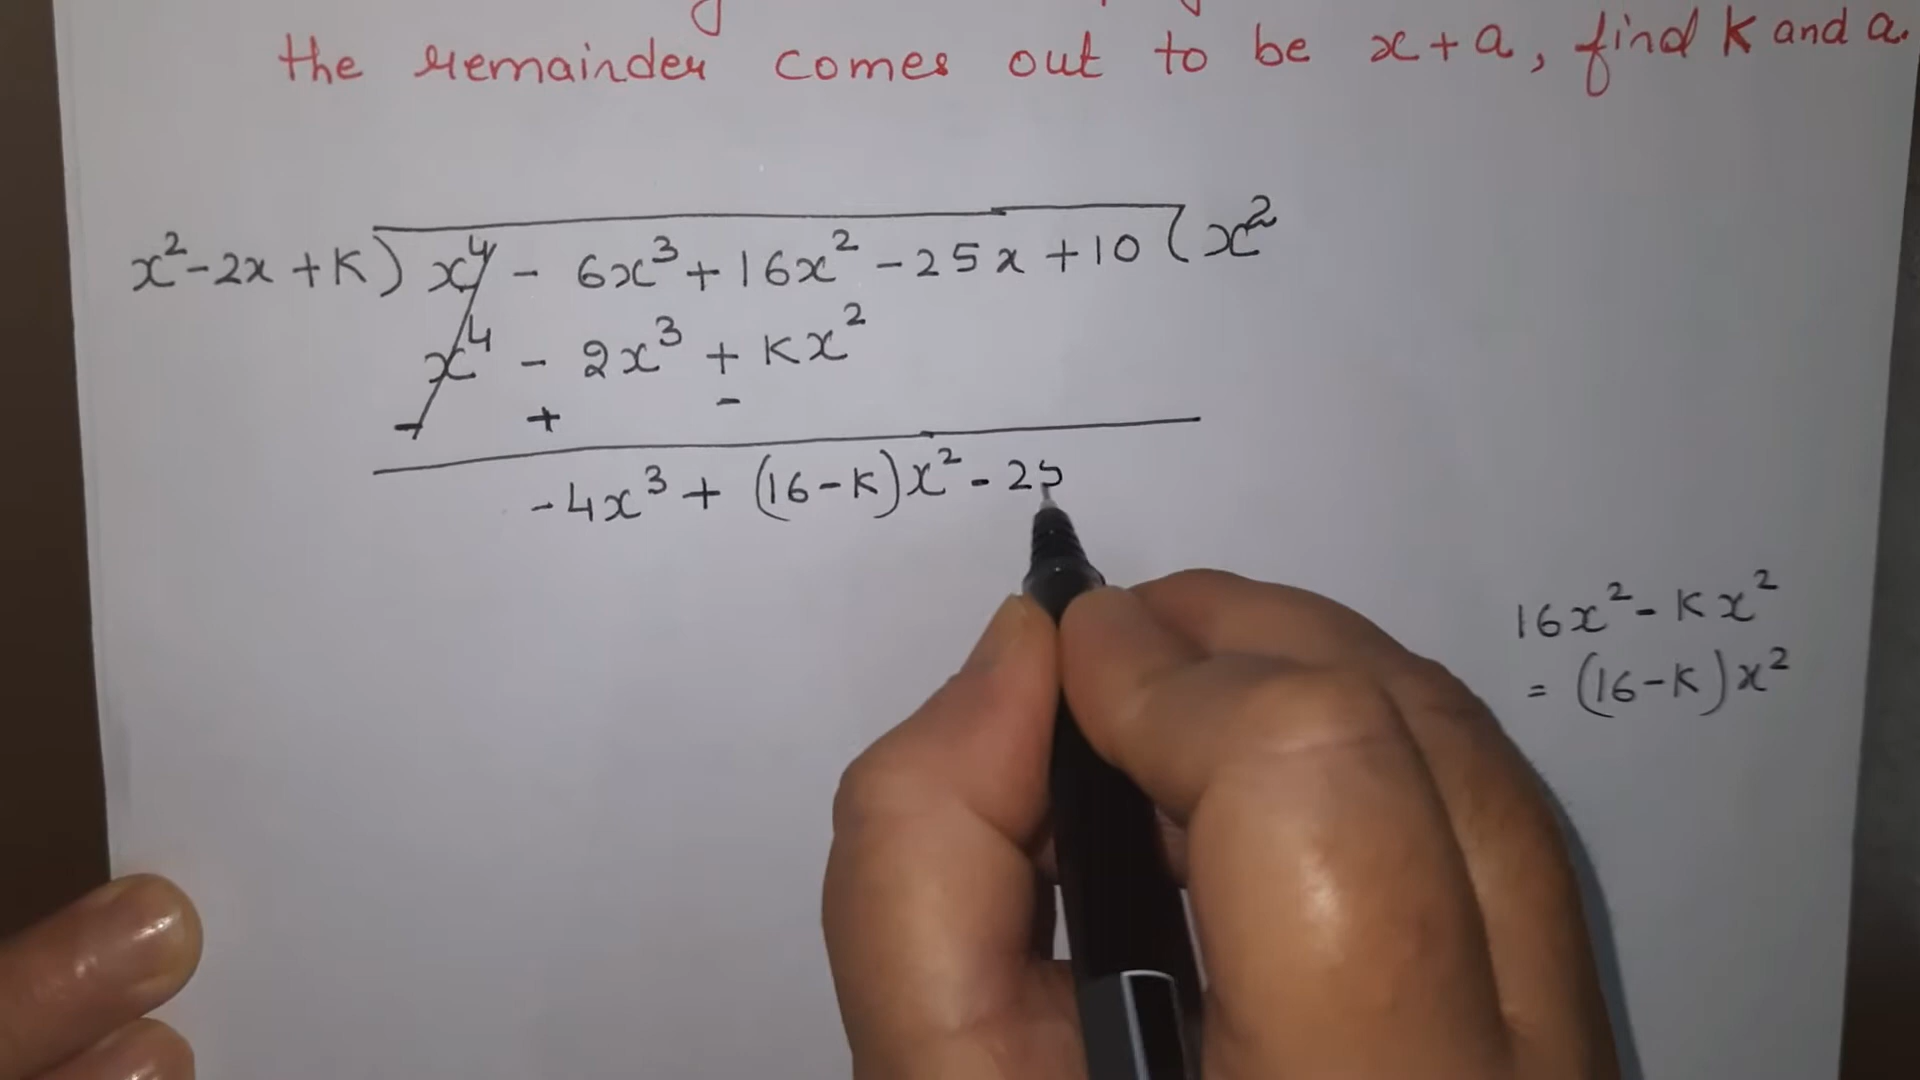 the remainder comes out to be x + a, find k and a.
x² - 2x + k ) x⁴ - 6x³ + 16x² - 25x + 10 ( x²
x⁴ - 2x³ + kx²
- + -
-4x³ + (16-k)x² - 25
16x² - kx²
= (16-k)x²